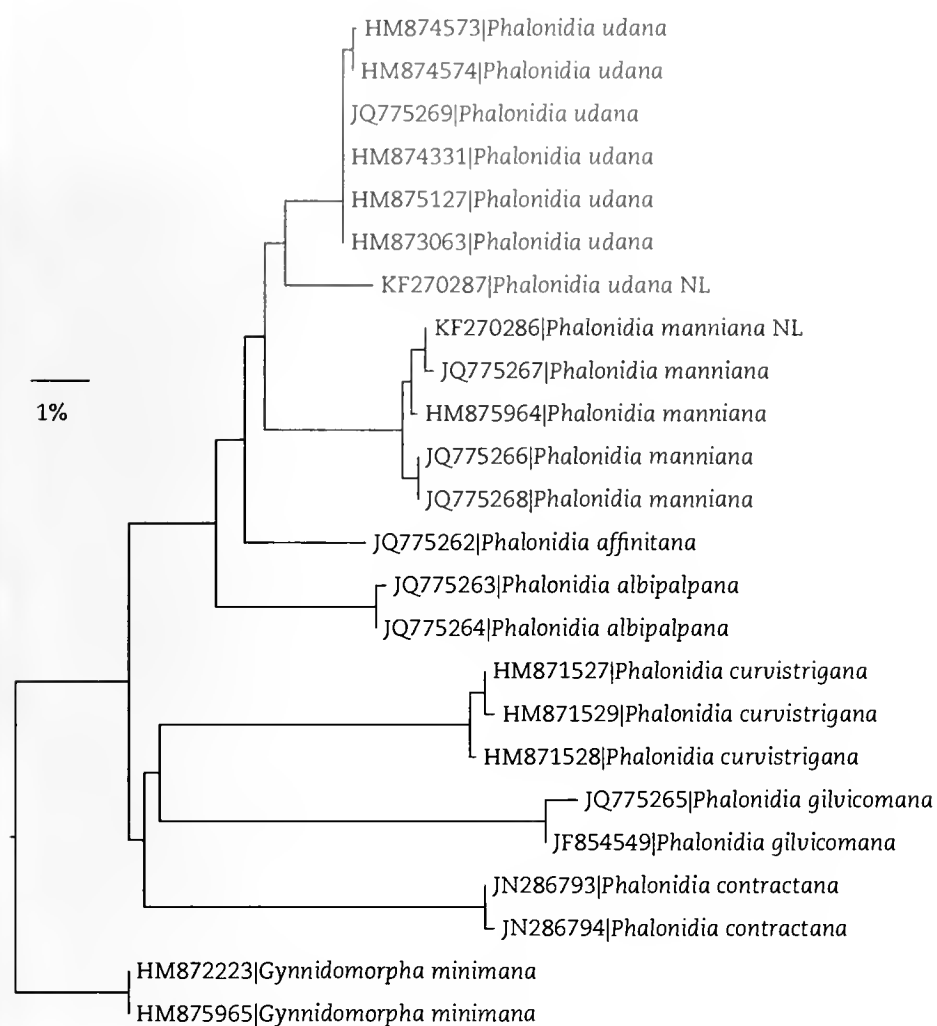 HM874573|Phalonidia udana
HM874574|Phalonidia udana
JQ775269|Phalonidia udana
HM874331|Phalonidia udana
HM875127|Phalonidia udana
HM873063|Phalonidia udana
KF270287|Phalonidia udana NL
KF270286|Phalonidia manniana NL
JQ775267|Phalonidia manniana
1%
HM875964|Phalonidia manniana
JQ775266|Phalonidia manniana
JQ775268|Phalonidia manniana
JQ775262|Phalonidia affinitana
JQ775263|Phalonidia albipalpana
JQ775264|Phalonidia albipalpana
HM871527|Phalonidia curvistrigana
HM871529|Phalonidia curvistrigana
HM871528|Phalonidia curvistrigana
JQ775265|Phalonidia gilvicomana
JF854549|Phalonidia gilvicomana
JN286793|Phalonidia contractana
JN286794|Phalonidia contractana
HM872223|Gynnidomorpha minimana
HM875965|Gynnidomorpha minimana